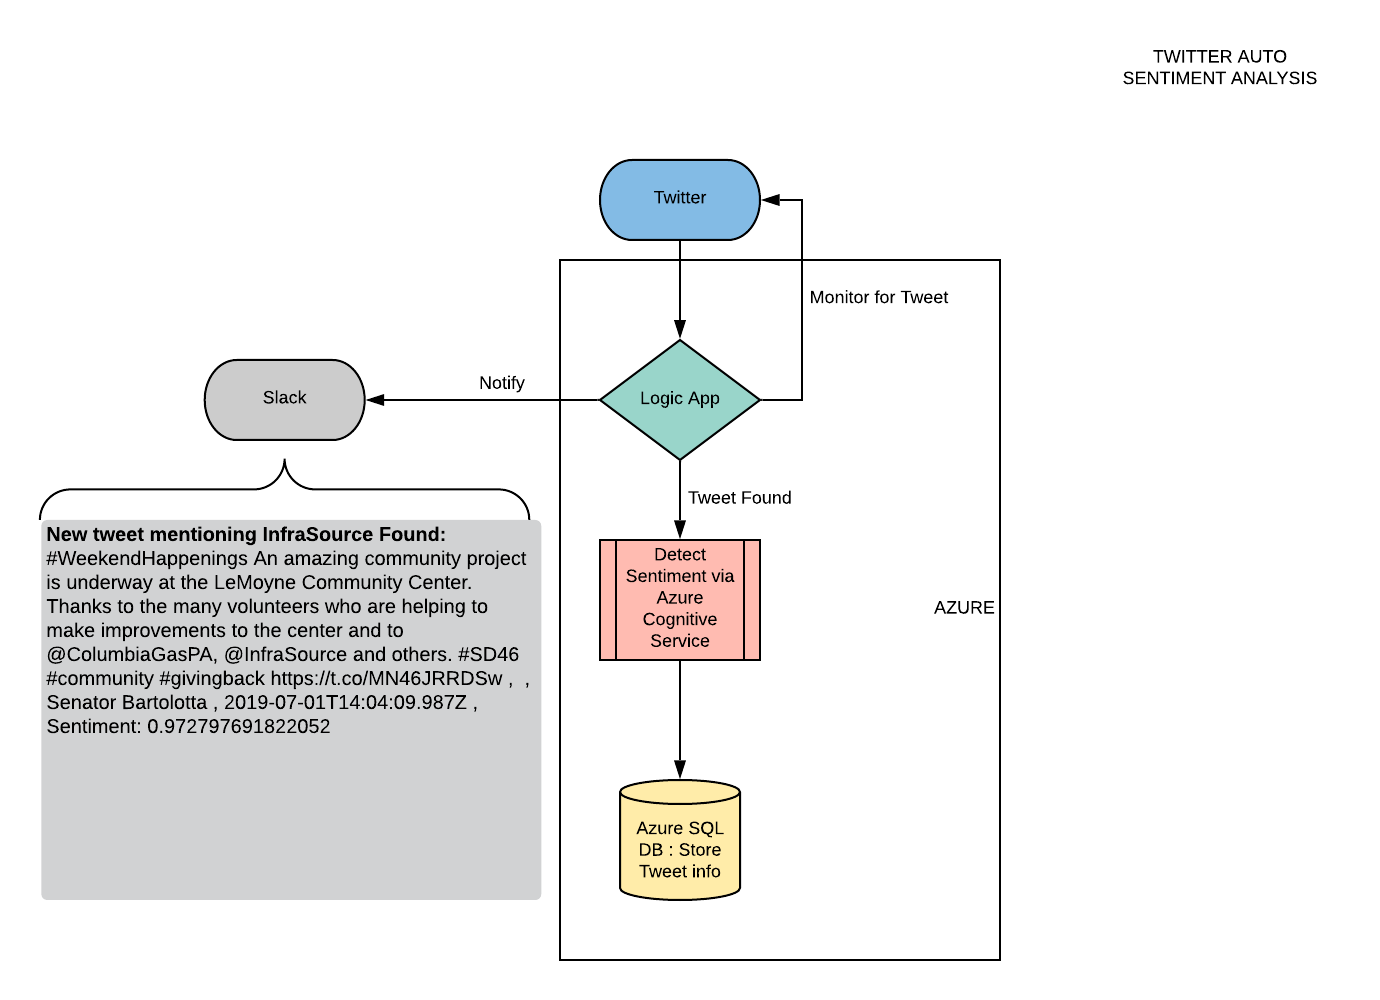 TWITTER AUTO
SENTIMENT ANALYSIS
Twitter
Monitor for Tweet
Notify
Slack
Logic App
Tweet Found
New tweet mentioning InfraSource Found:
#WeekendHappenings An amazing community project
is underway at the LeMoyne Community Center.
Thanks to the many volunteers who are helping to
make improvements to the center and to
@ColumbiaGasPA, @InfraSource and others. #SD46
#community #givingback https://t.co/MN46JRRDSw ,  ,
Senator Bartolotta , 2019-07-01T14:04:09.987Z ,
Sentiment: 0.972797691822052
Detect
Sentiment via
Azure
Cognitive
Service
AZURE
Azure SQL
DB : Store
Tweet info